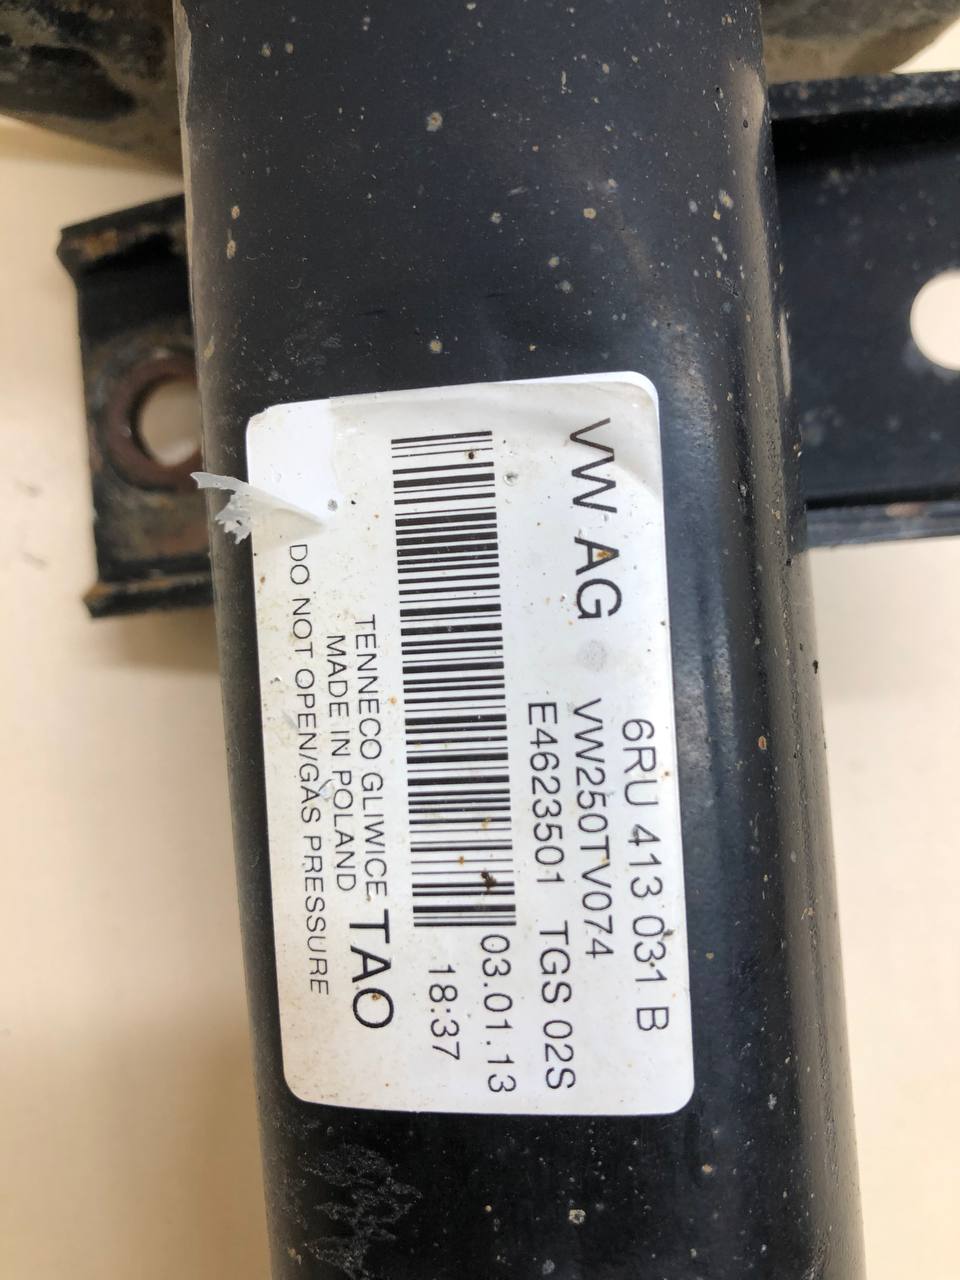 6RU 413 031 B
VW AG VW250TV074
E4623501 TGS 02S
03.01.13
18:37
TENNECO GLIWICE TAO
MADE IN POLAND
DO NOT OPEN/GAS PRESSURE